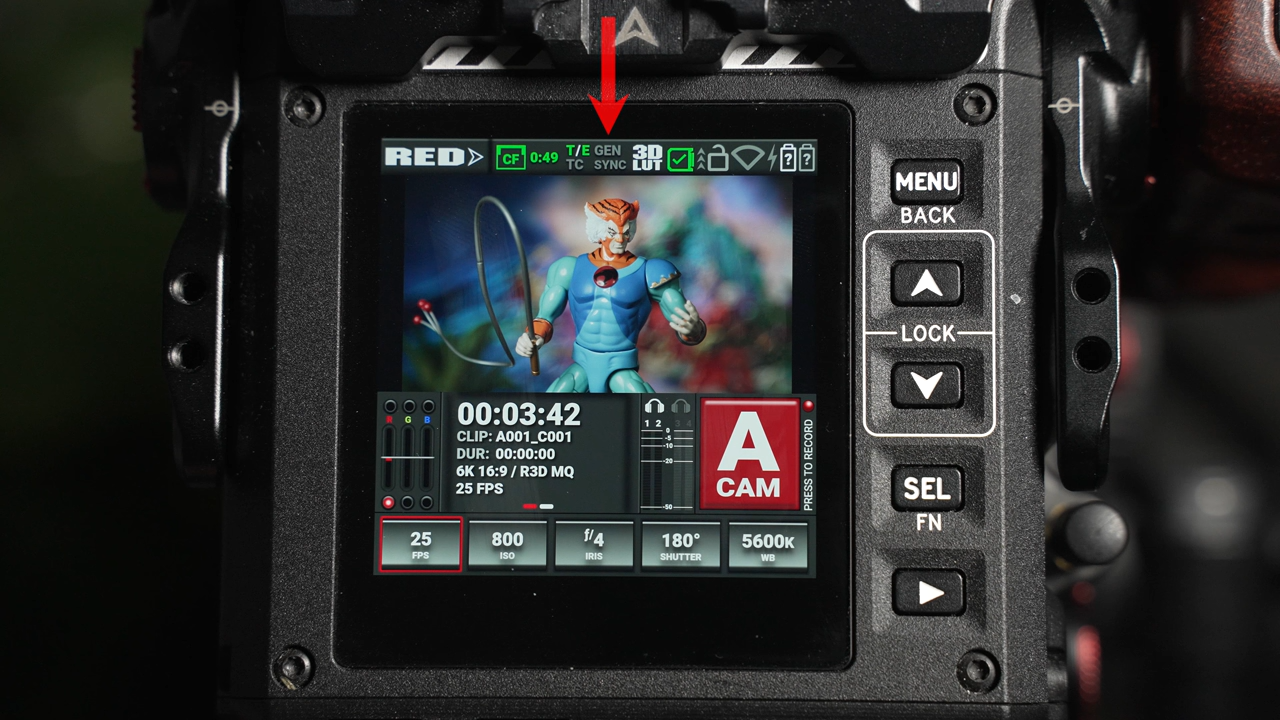 RED
CF 0:49 T/E TC GEN SYNC 3D LUT ? ?
MENU
BACK
LOCK
SEL
FN
R G B
00:03:42
CLIP: A001_C001
DUR: 00:00:00
6K 16:9 / R3D MQ
25 FPS
1 2 3 4
0
-5
-10
-20
-50
A
CAM
PRESS TO RECORD
25
FPS
800
ISO
f/4
IRIS
180°
SHUTTER
5600K
WB